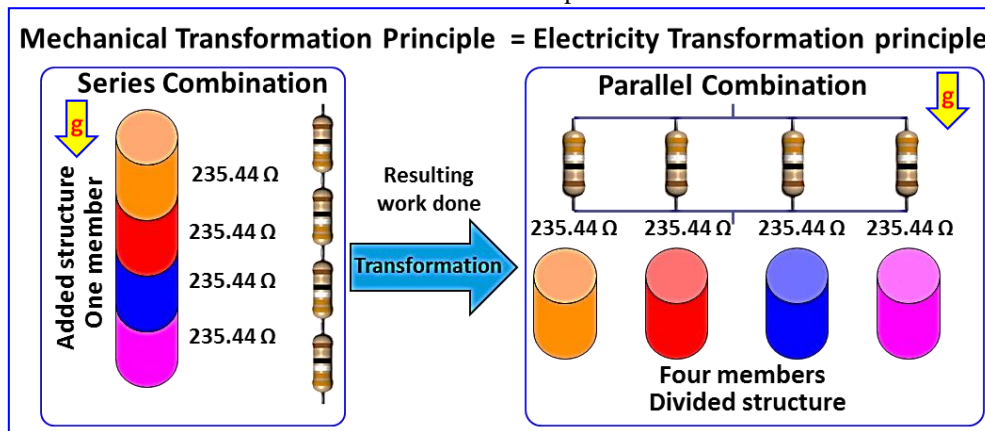 Mechanical Transformation Principle = Electricity Transformation principle
Series Combination
g
Added structure
One member
235.44 Ω
235.44 Ω
235.44 Ω
235.44 Ω
Resulting
work done
Transformation
Parallel Combination
g
235.44 Ω 235.44 Ω 235.44 Ω 235.44 Ω
Four members
Divided structure